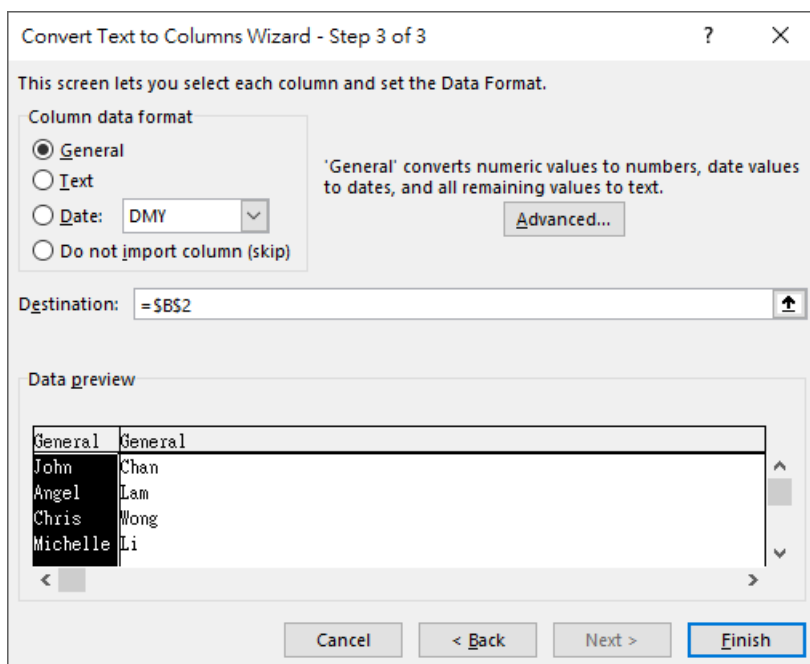 Convert Text to Columns Wizard - Step 3 of 3 ?
This screen lets you select each column and set the Data Format.
Column data format
General
Text
Date: DMY
Do not import column (skip)
'General' converts numeric values to numbers, date values
to dates, and all remaining values to text.
Advanced...
Destination: =$B$2
Data preview
General General
John Chan
Angel Lam
Chris Wong
Michelle Li
Cancel < Back Next > Finish